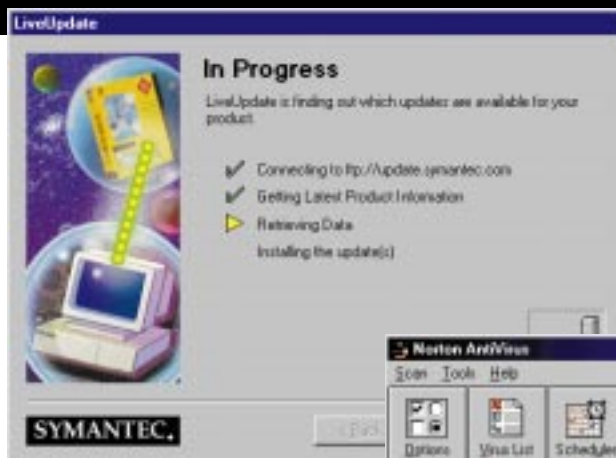 LiveUpdate
In Progress
LiveUpdate is finding out which updates are available for your
product.
Connecting to ftp://update.symantec.com
Getting Latest Product Information
Retrieving Data
Installing the update(s)
SYMANTEC.
Norton AntiVirus
Scan Tools Help
Options Virus List Scheduler